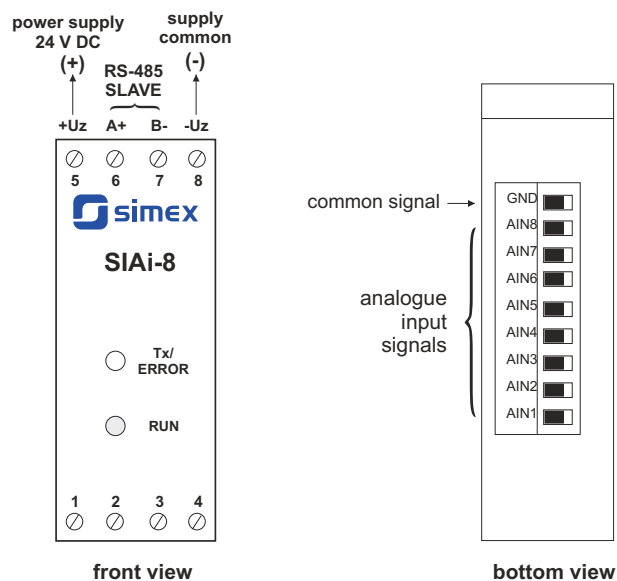 power supply
24 V DC
(+)
supply
common
(-)
RS-485
SLAVE
+Uz A+ B- -Uz
5 6 7 8
simex
SIAi-8
Tx/
ERROR
RUN
1 2 3 4
front view
common signal
analogue
input
signals
GND
AIN8
AIN7
AIN6
AIN5
AIN4
AIN3
AIN2
AIN1
bottom view